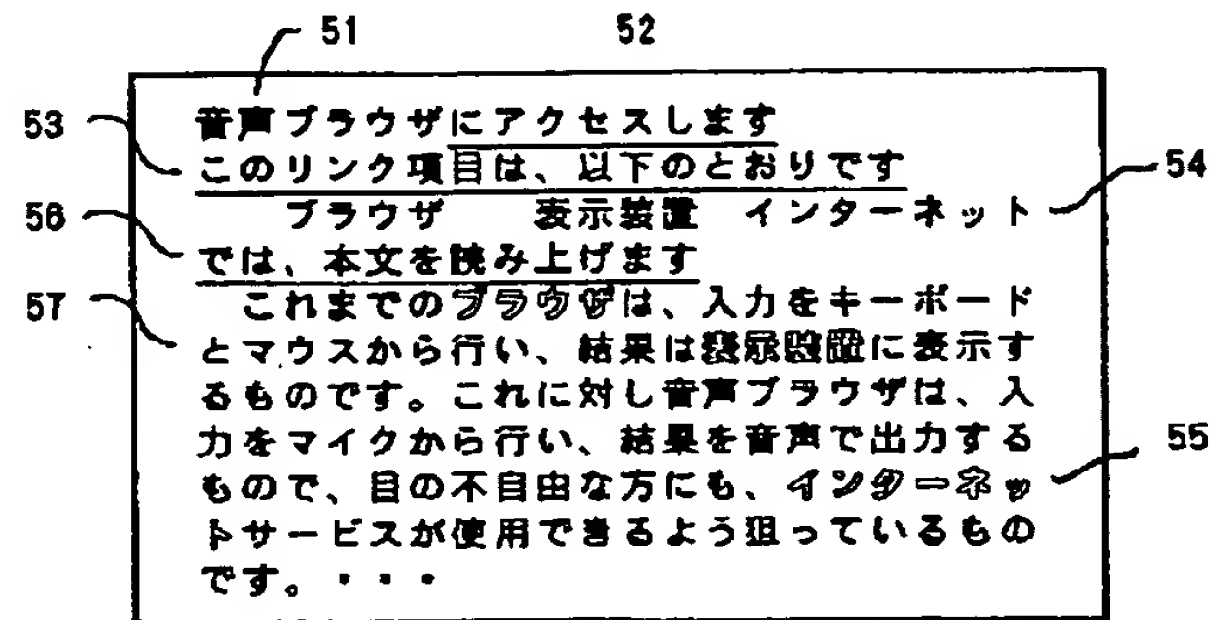 51 52
53 音声ブラウザにアクセスします
このリンク項目は、以下のとおりです 54
56 ブラウザ 表示装置 インターネット
では、本文を読み上げます
57 これまでのブラウザは、入力をキーボード
とマウスから行い、結果は表示装置に表示す
るものです。これに対し音声ブラウザは、入
力をマイクから行い、結果を音声で出力する 55
もので、目の不自由な方にも、インターネッ
トサービスが使用できるよう狙っているもの
です。・・・